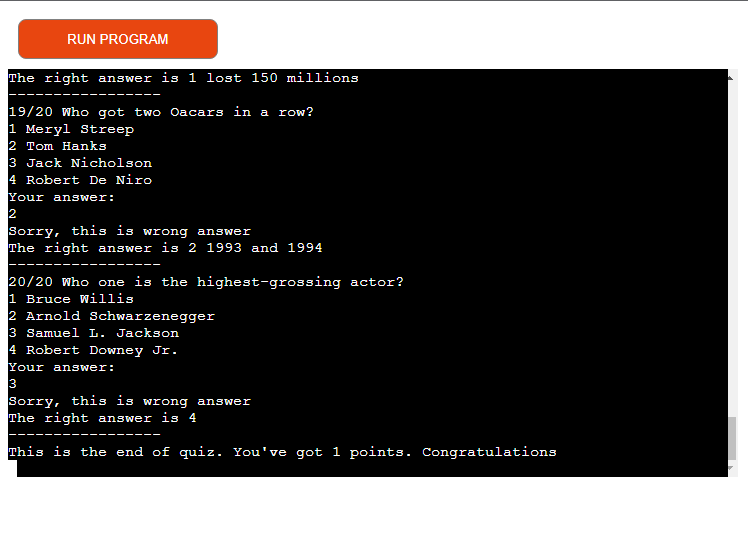 RUN PROGRAM
The right answer is 1 lost 150 millions
-----------------
19/20 Who got two Oacars in a row?
1 Meryl Streep
2 Tom Hanks
3 Jack Nicholson
4 Robert De Niro
Your answer:
2
Sorry, this is wrong answer
The right answer is 2 1993 and 1994
-----------------
20/20 Who one is the highest-grossing actor?
1 Bruce Willis
2 Arnold Schwarzenegger
3 Samuel L. Jackson
4 Robert Downey Jr.
Your answer:
3
Sorry, this is wrong answer
The right answer is 4
-----------------
This is the end of quiz. You've got 1 points. Congratulations